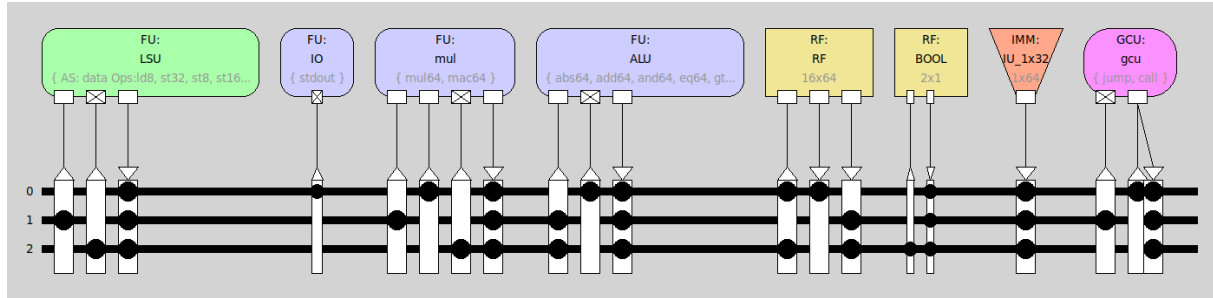 FU:
LSU
{ AS: data Ops:ld8, st32, st8, st16...
FU:
IO
{ stdout }
FU:
mul
{ mul64, mac64 }
FU:
ALU
{ abs64, add64, and64, eq64, gt...
RF:
RF
16x64
RF:
BOOL
2x1
IMM:
IU_1x32
1x64
GCU:
gcu
{ jump, call }
0
1
2